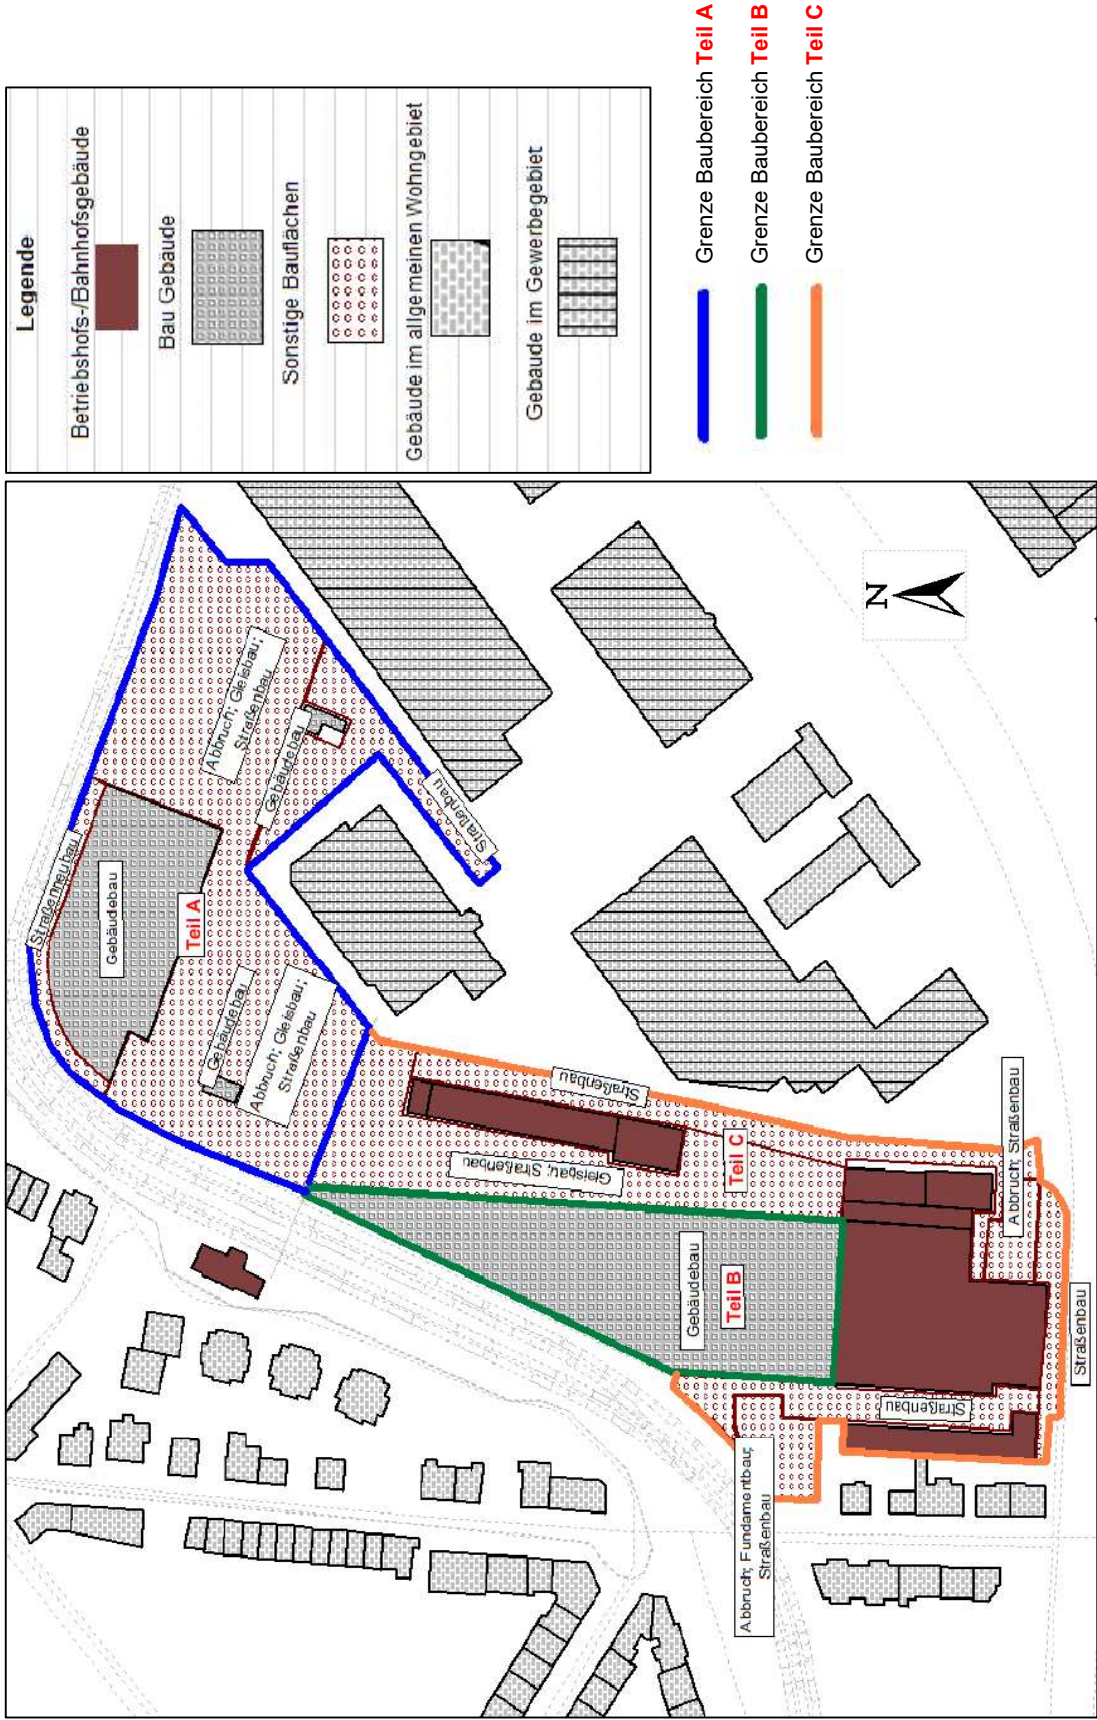 Legende
Betriebshofs-/Bahnhofsgebäude
Bau Gebäude
Sonstige Bauflächen
Gebäude im allgemeinen Wohngebiet
Gebäude im Gewerbegebiet
Grenze Baubereich Teil A
Grenze Baubereich Teil B
Grenze Baubereich Teil C
N
Straßenneubau
Gebäudebau
Teil A
Abbruch; Gleisbau;
Straßenbau
Gebäudebau
Straßenbau
Gebäudebau
Abbruch; Gleisbau;
Straßenbau
Straßenbau
Gleisbau; Straßenbau
Teil C
Gebäudebau
Teil B
Abbruch; Straßenbau
Straßenbau
Straßenbau
Abbruch; Fundamentbau;
Straßenbau